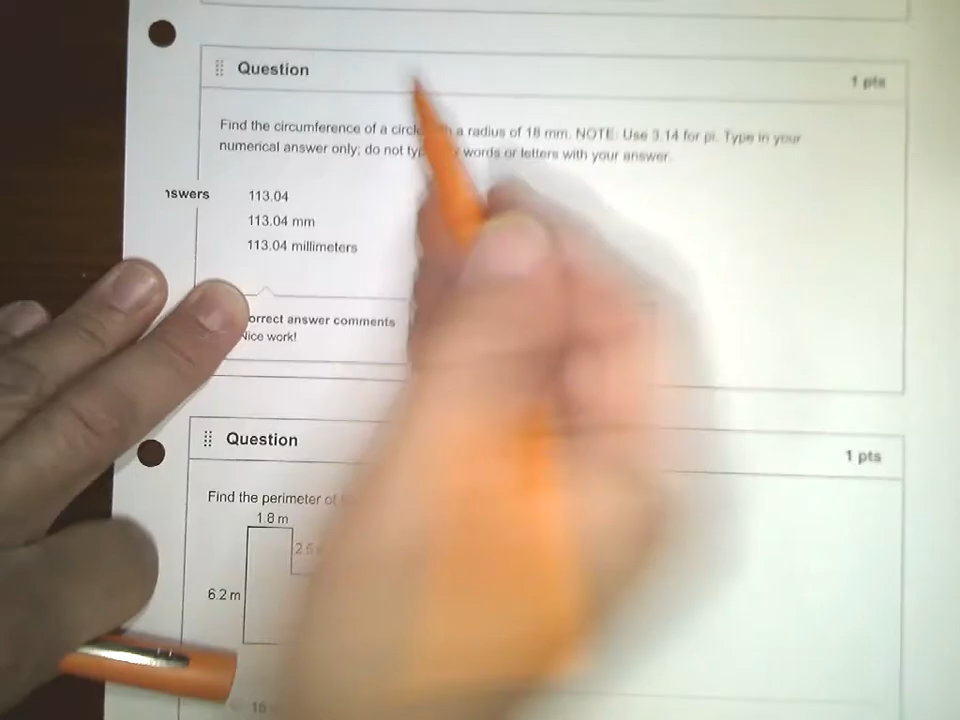 Question 1 pts
Find the circumference of a circle a radius of 18 mm. NOTE: Use 3.14 for pi. Type in your
numerical answer only; do not words or letters with your answer.
113.04
113.04 mm
113.04 millimeters
answer comments
Nice work!
Question 1 pts
Find the perimeter of
1.8 m
6.2 m